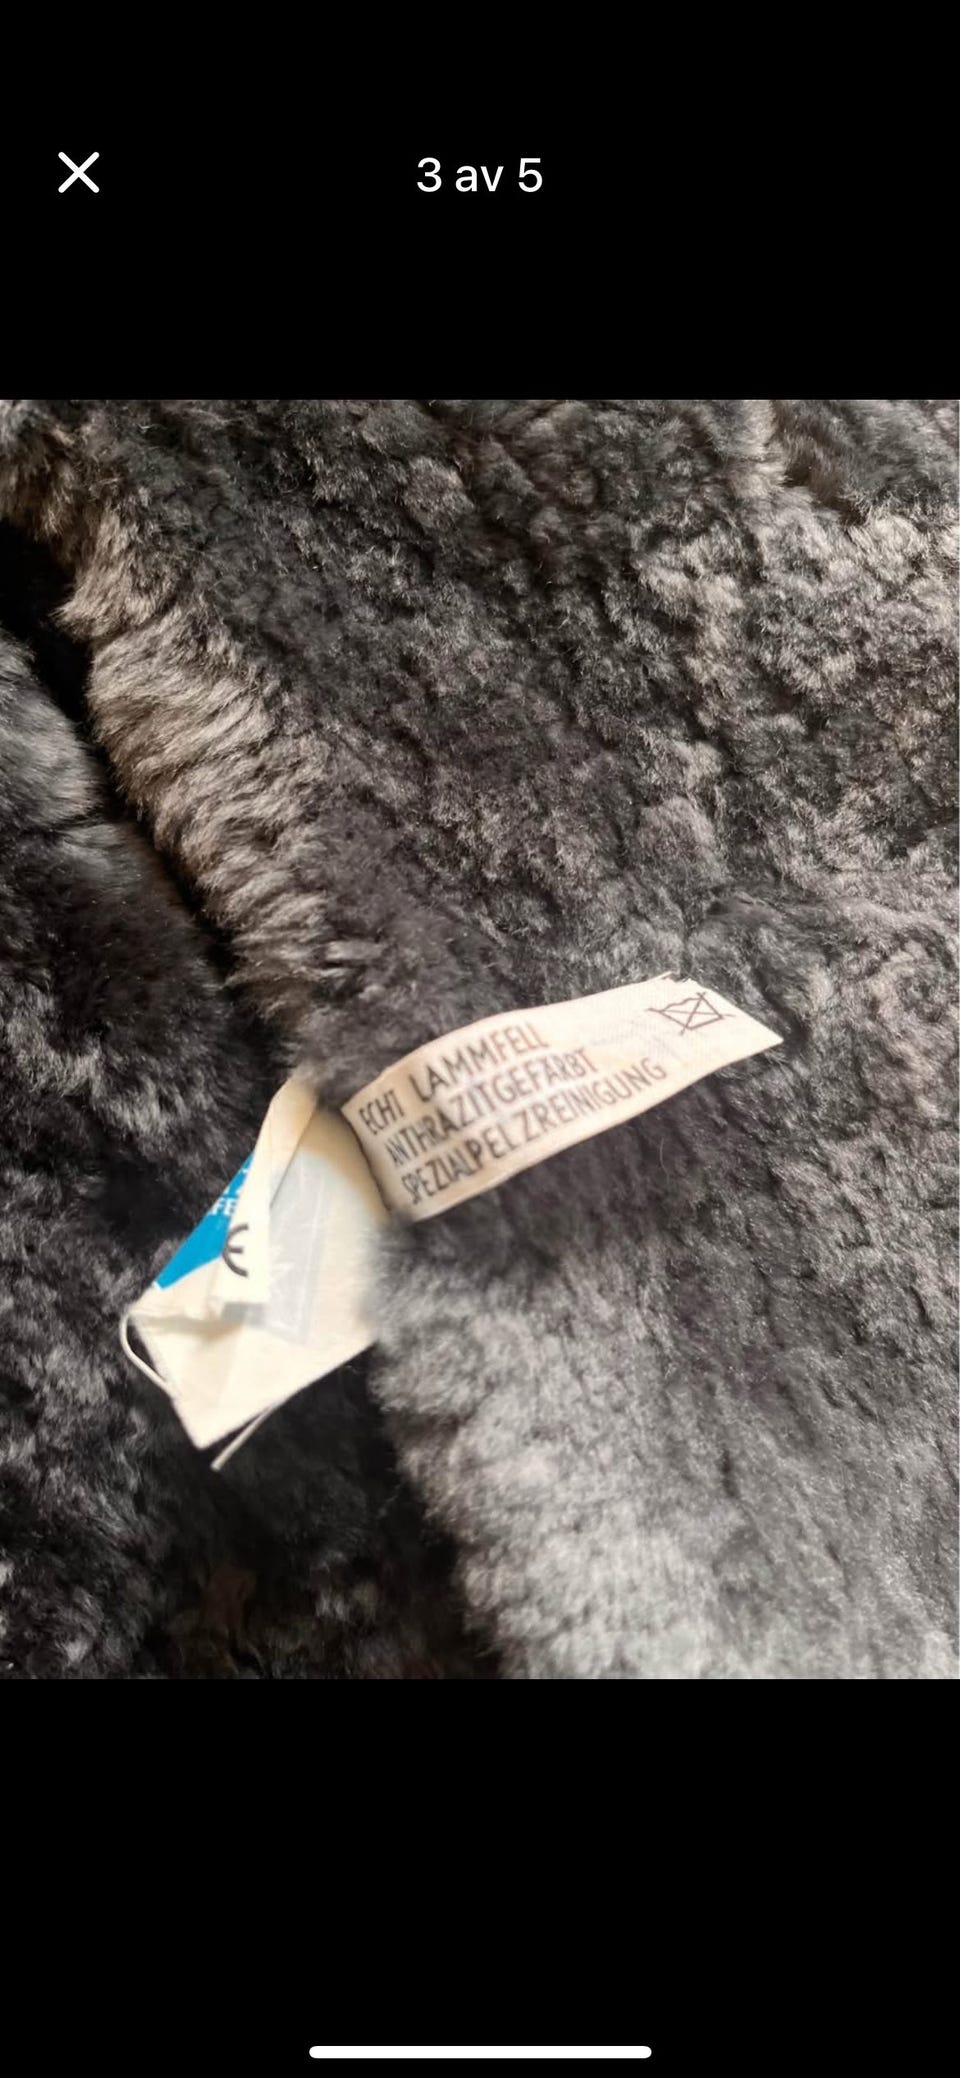 3 av 5
ECHT LAMMFELL
ANTHRAZITGEFÄRBT
SPEZIALPELZREINIGUNG